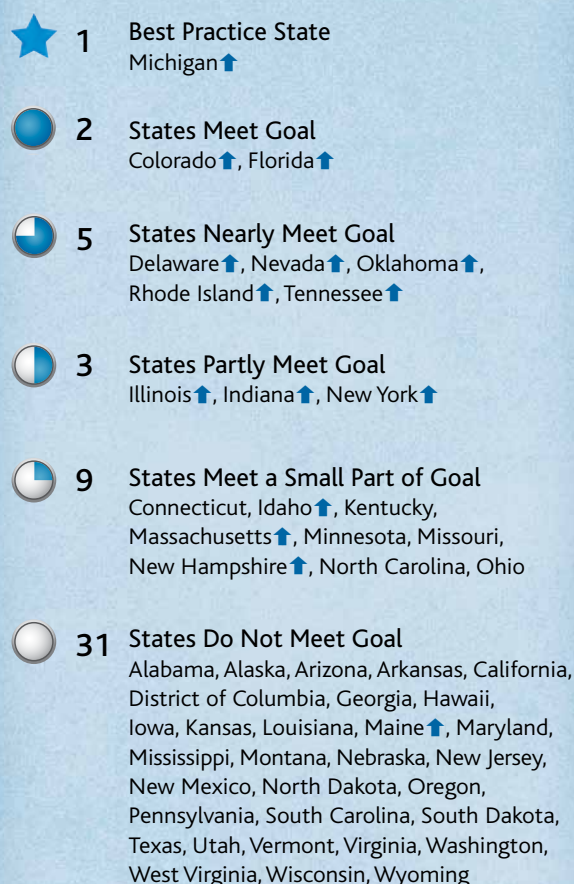 1 Best Practice State
Michigan⬆
2 States Meet Goal
Colorado⬆, Florida⬆
5 States Nearly Meet Goal
Delaware⬆, Nevada⬆, Oklahoma⬆,
Rhode Island⬆, Tennessee⬆
3 States Partly Meet Goal
Illinois⬆, Indiana⬆, New York⬆
9 States Meet a Small Part of Goal
Connecticut, Idaho⬆, Kentucky,
Massachusetts⬆, Minnesota, Missouri,
New Hampshire⬆, North Carolina, Ohio
31 States Do Not Meet Goal
Alabama, Alaska, Arizona, Arkansas, California,
District of Columbia, Georgia, Hawaii,
Iowa, Kansas, Louisiana, Maine⬆, Maryland,
Mississippi, Montana, Nebraska, New Jersey,
New Mexico, North Dakota, Oregon,
Pennsylvania, South Carolina, South Dakota,
Texas, Utah, Vermont, Virginia, Washington,
West Virginia, Wisconsin, Wyoming